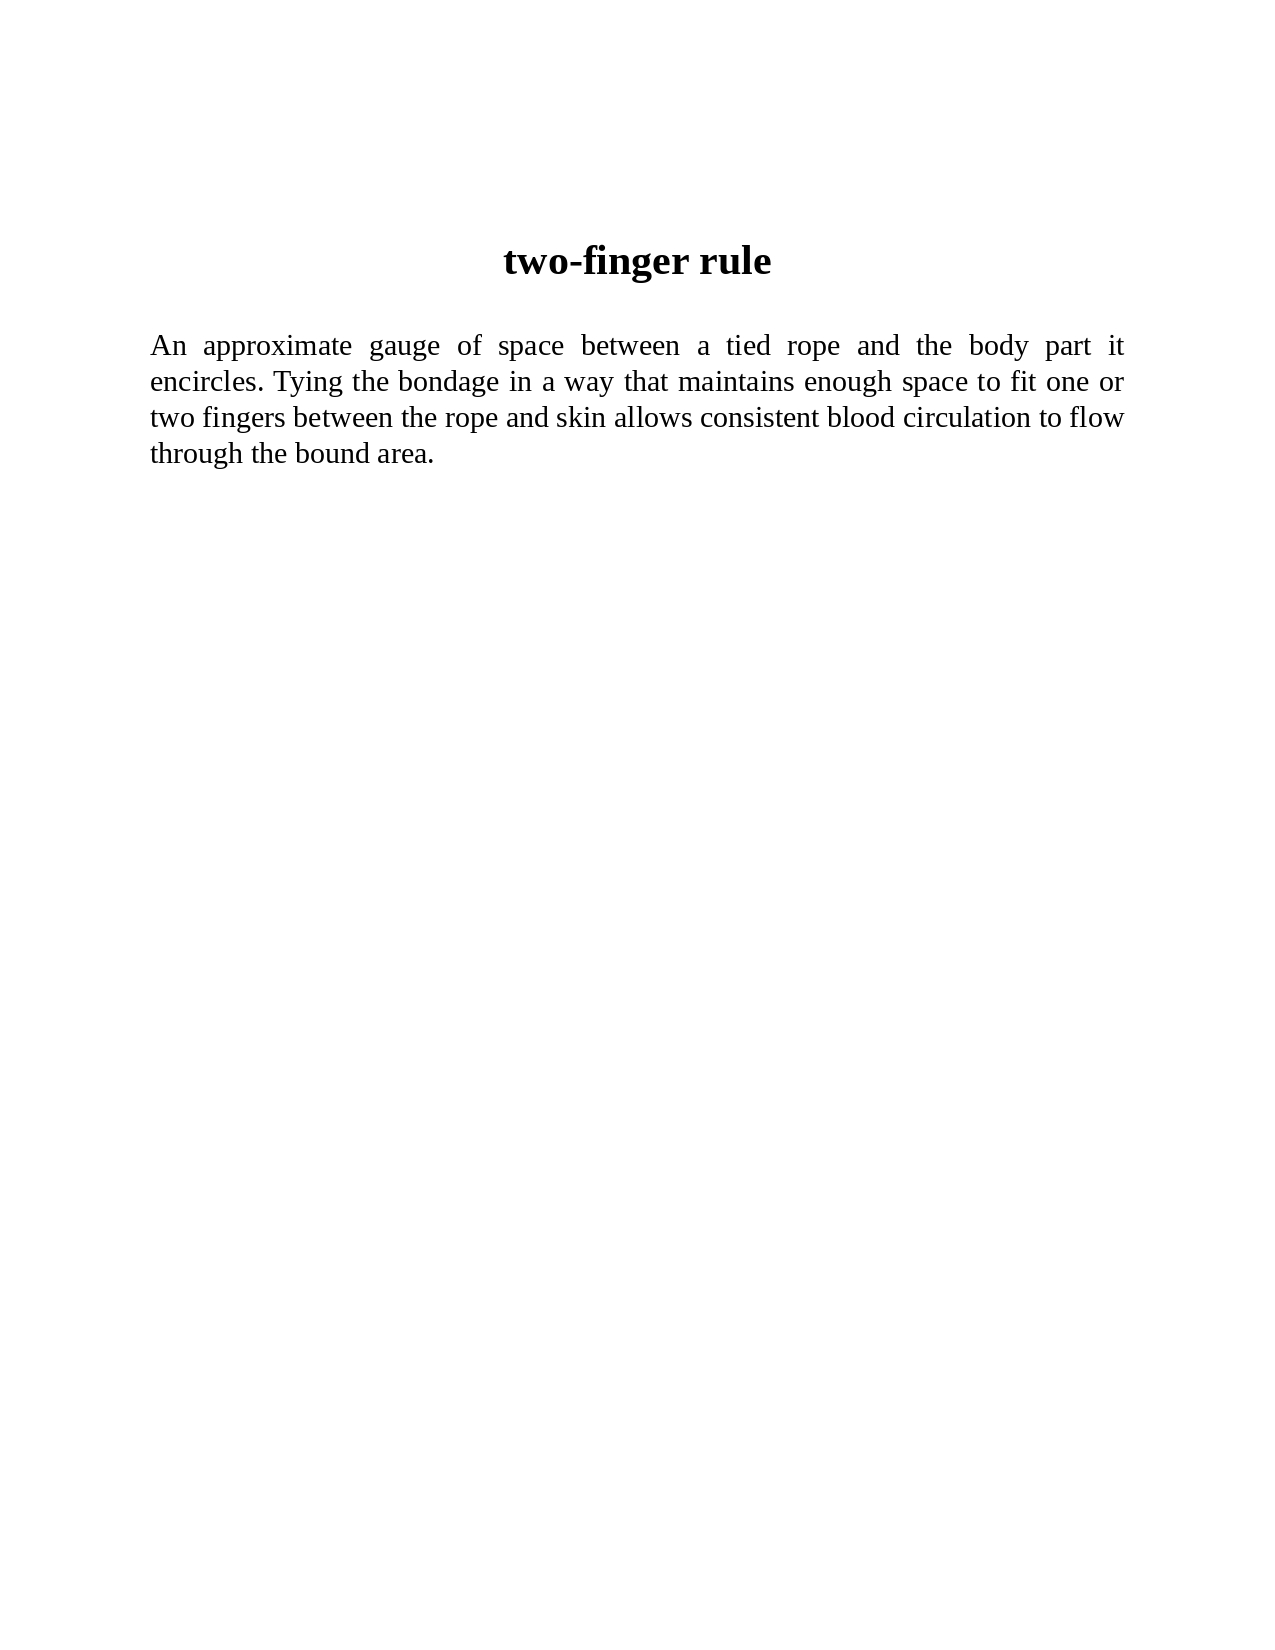 two-finger rule
An approximate gauge of space between a tied rope and the body part it
encircles. Tying the bondage in a way that maintains enough space to fit one or
two fingers between the rope and skin allows consistent blood circulation to flow
through the bound area.